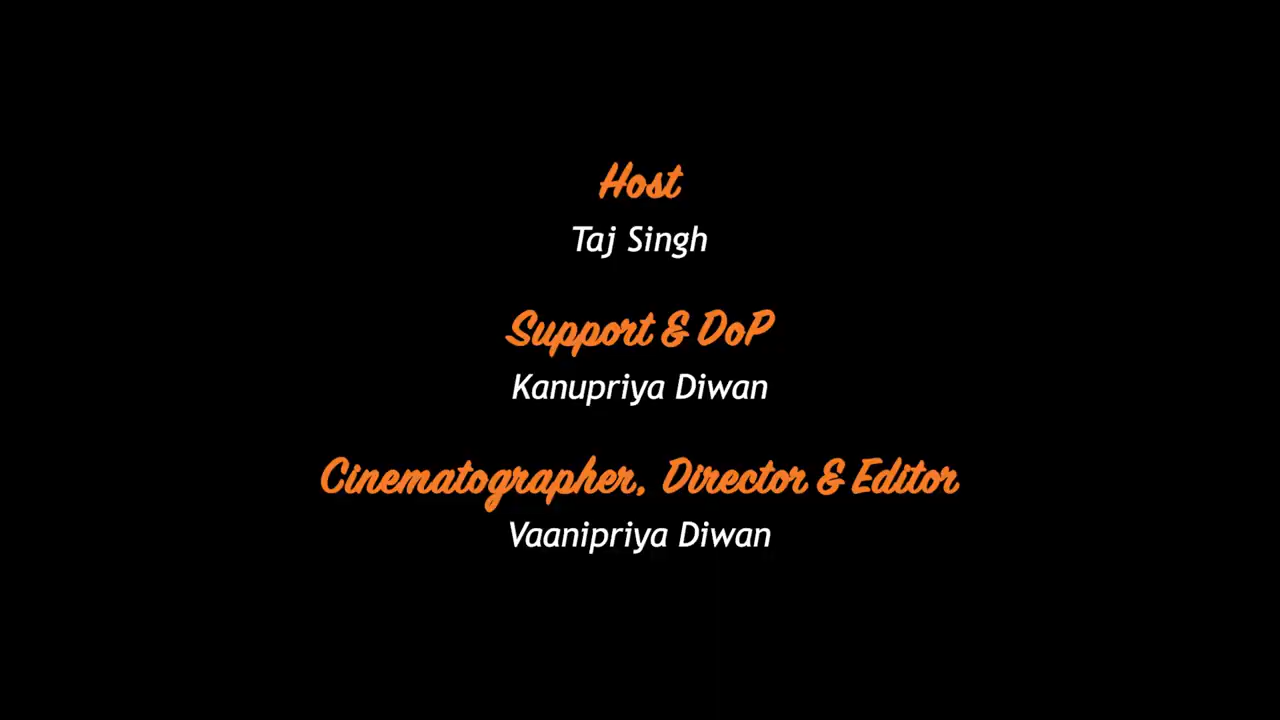 Host
Taj Singh
Support & DoP
Kanupriya Diwan
Cinematographer, Director & Editor
Vaanipriya Diwan